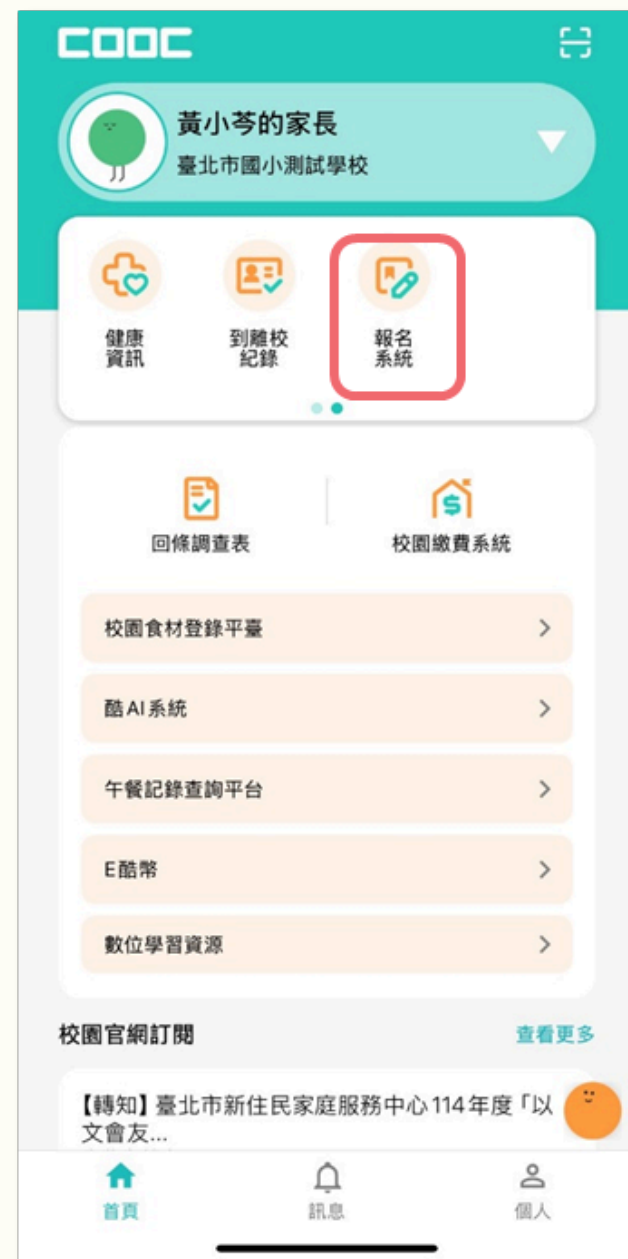 COOC
黃小芩的家長
臺北市國小測試學校
健康
資訊
到離校
紀錄
報名
系統
回條調查表
校園繳費系統
校園食材登錄平臺
酷AI系統
午餐記錄查詢平台
E酷幣
數位學習資源
校園官網訂閱
查看更多
【轉知】臺北市新住民家庭服務中心114年度「以
文會友...
首頁
訊息
個人